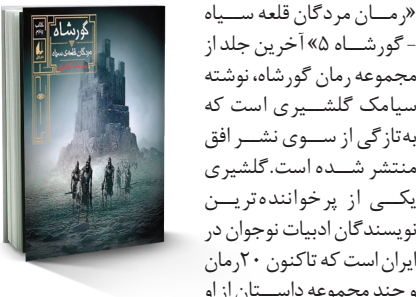 «رمان مردگان قلعه سیاه
- گورشاه ۵» آخرین جلد از
مجموعه رمان گورشاه، نوشته
سیامک گلشیری است که
به‌تازگی از سوی نشر افق
منتشر شده است. گلشیری
یکی از پرخواننده‌ترین
نویسندگان ادبیات نوجوان در
ایران است که تاکنون ۲۰رمان
و چند مجموعه داستان از او
گورشاه
مردگان قلعه‌ی سیاه